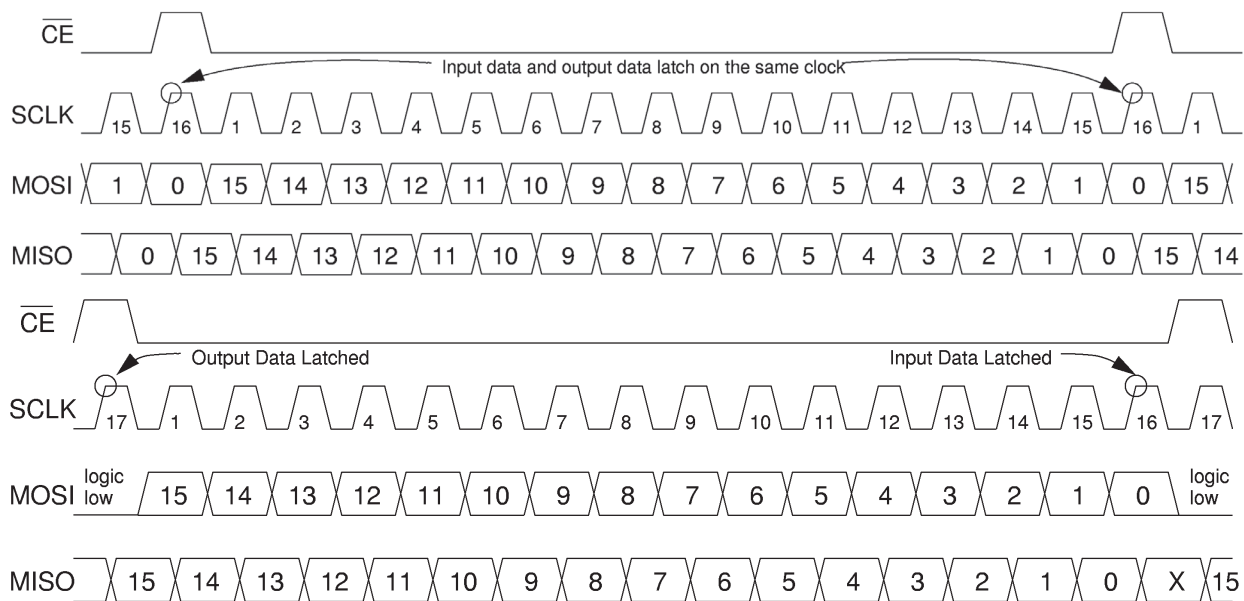 CE
Input data and output data latch on the same clock
SCLK 15 16 1 2 3 4 5 6 7 8 9 10 11 12 13 14 15 16 1
MOSI 1 0 15 14 13 12 11 10 9 8 7 6 5 4 3 2 1 0 15
MISO 0 15 14 13 12 11 10 9 8 7 6 5 4 3 2 1 0 15 14
CE
Output Data Latched Input Data Latched
SCLK 17 1 2 3 4 5 6 7 8 9 10 11 12 13 14 15 16 17
MOSI logic low 15 14 13 12 11 10 9 8 7 6 5 4 3 2 1 0 logic low
MISO 15 14 13 12 11 10 9 8 7 6 5 4 3 2 1 0 X 15